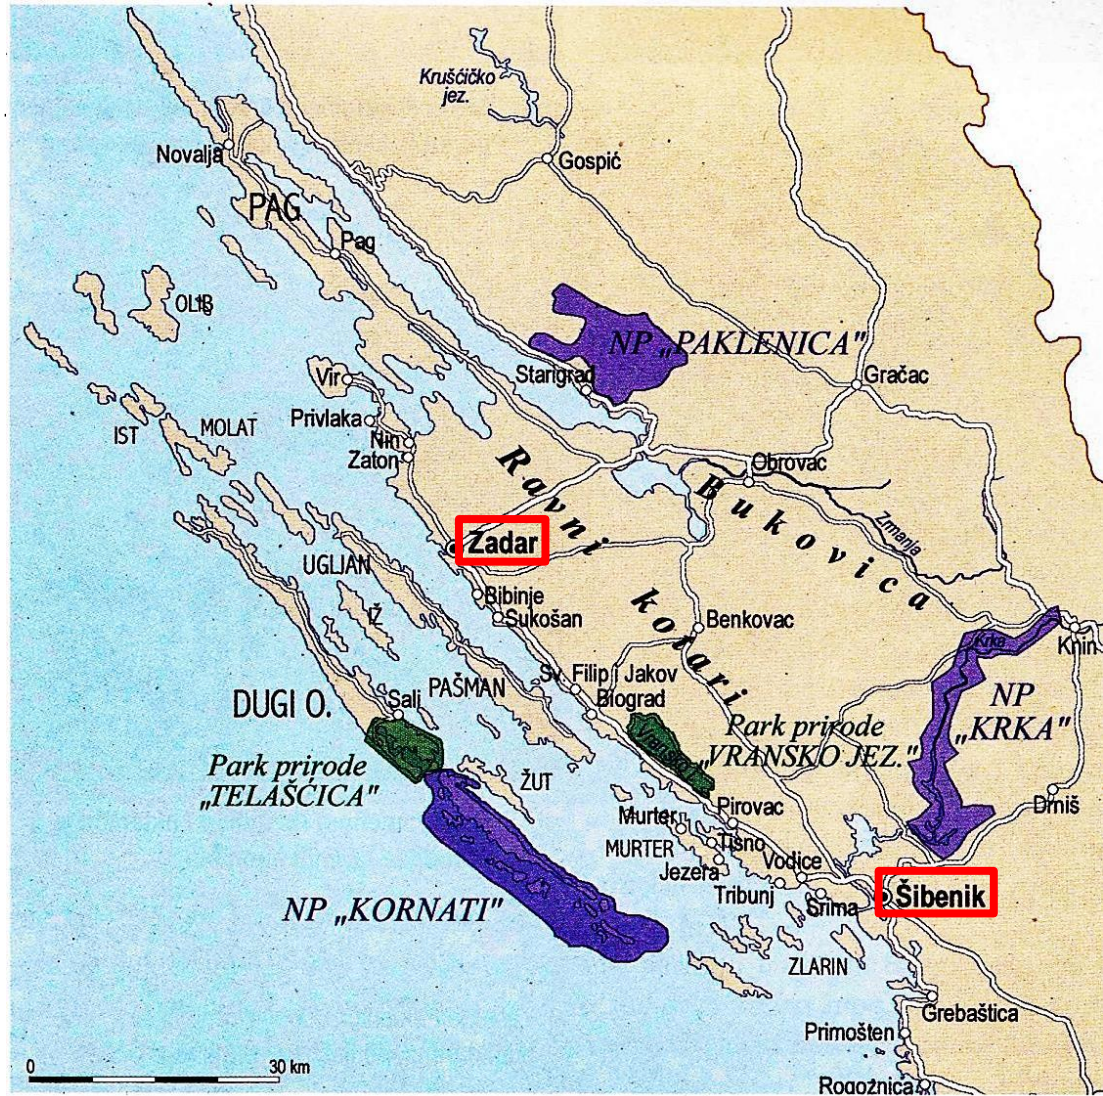 Krušćičko
jez.
Gospić
Novalja
PAG
Pag
OLIB
NP „PAKLENICA"
Starigrad
Gračac
Vir
Privlaka
IST
MOLAT
Nin
Zaton
Obrovac
Ravni kotari
Bukovica
Zrmanja
Zadar
UGLJAN
IŽ
Bibinje
Sukošan
Benkovac
Krka
Knin
Sv. Filip i Jakov
Biograd
PAŠMAN
DUGI O.
Sali
NP
„KRKA"
Park prirode
„VRANSKO JEZ."
Park prirode
„TELAŠĆICA"
ŽUT
Murter
MURTER
Pirovac
Tisno
Jezera
Drniš
Vodice
Tribunj
Srima
Šibenik
NP „KORNATI"
ZLARIN
Grebaštica
Primošten
Rogoznica
0 30 km